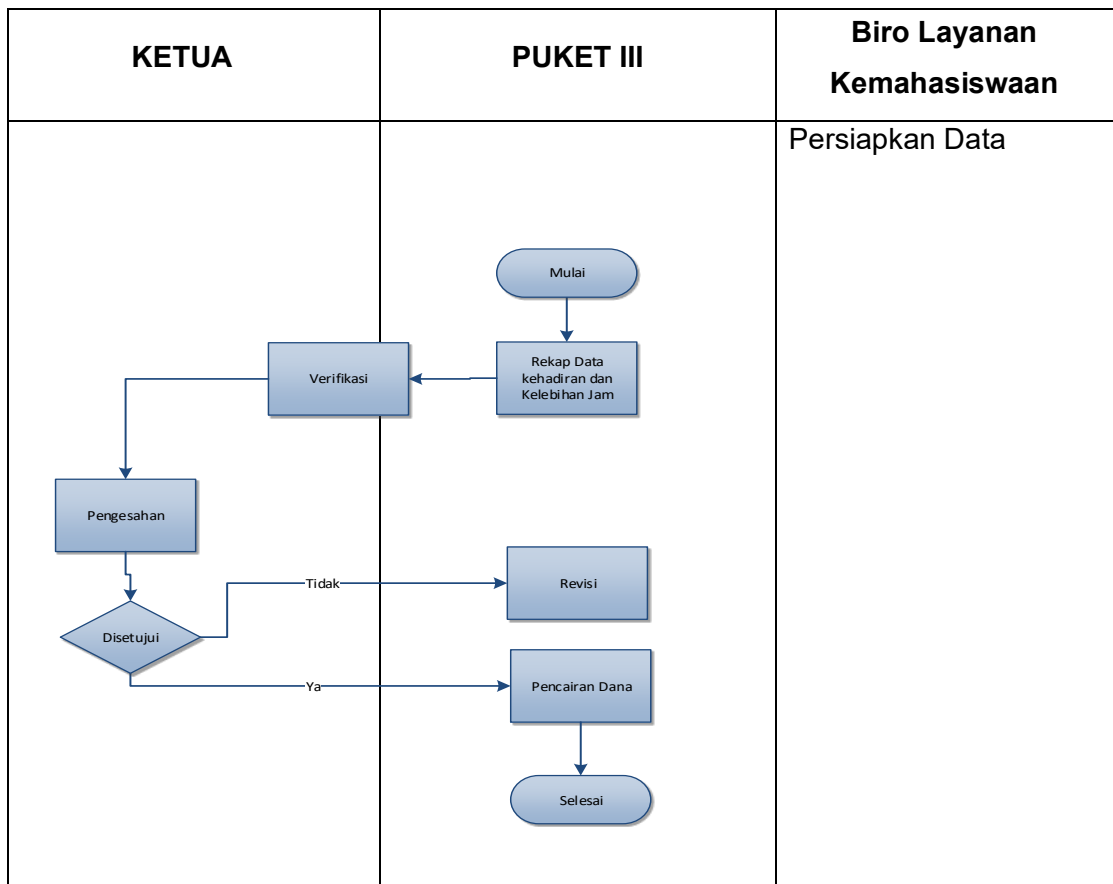 KETUA
PUKET III
Biro Layanan
Kemahasiswaan
Persiapkan Data
Mulai
Rekap Data
kehadiran dan
Kelebihan Jam
Verifikasi
Pengesahan
Disetujui
Tidak
Revisi
Ya
Pencairan Dana
Selesai